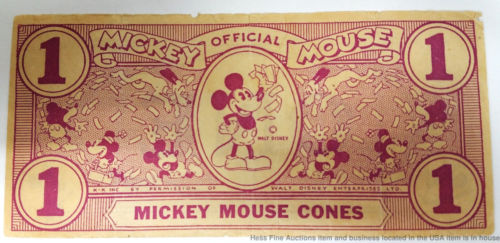 OFFICIAL
MICKEY MOUSE
1 1
WALT DISNEY
K-K INC BY PERMISSION OF WALT DISNEY ENTERPRISES LTD.
1 1
MICKEY MOUSE CONES
Hess Fine Auctions item and business located in the USA item is in house